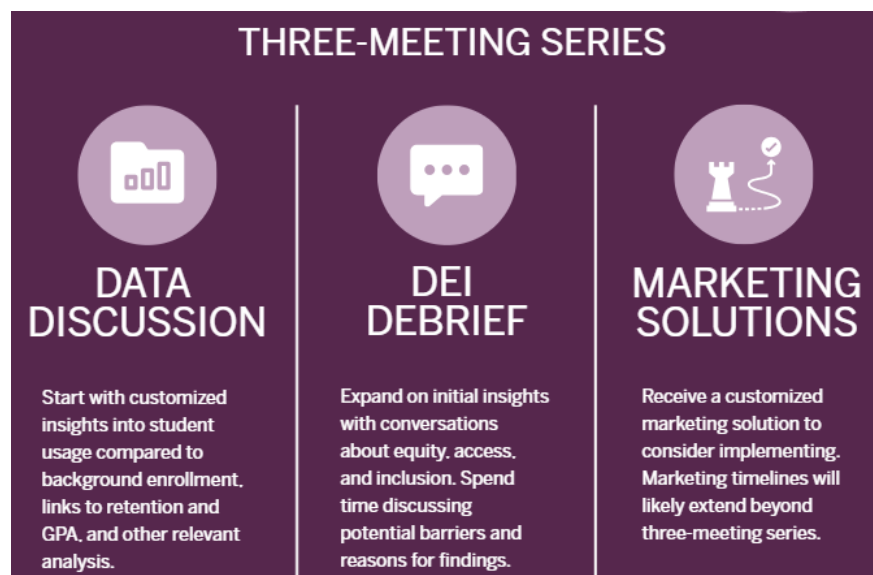 THREE-MEETING SERIES
DATA
DISCUSSION
Start with customized
insights into student
usage compared to
background enrollment,
links to retention and
GPA, and other relevant
analysis.
DEI
DEBRIEF
Expand on initial insights
with conversations
about equity, access,
and inclusion. Spend
time discussing
potential barriers and
reasons for findings.
MARKETING
SOLUTIONS
Receive a customized
marketing solution to
consider implementing.
Marketing timelines will
likely extend beyond
three-meeting series.